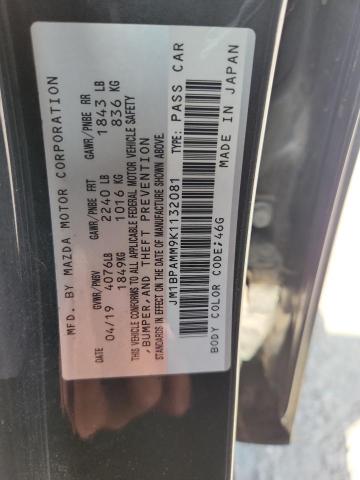 MFD. BY MAZDA MOTOR CORPORATION
DATE GVWR/PNBV GAWR/PNBE FRT GAWR/PNBE RR
04/19 4076LB 2240 LB 1843 LB
1849KG 1016 KG 836 KG
THIS VEHICLE CONFORMS TO ALL APPLICABLE FEDERAL MOTOR VEHICLE SAFETY
,BUMPER,AND THEFT PREVENTION
STANDARDS IN EFFECT ON THE DATE OF MANUFACTURE SHOWN ABOVE.
JM1BPAMM9K1132081 TYPE: PASS CAR
BODY COLOR CODE:46G MADE IN JAPAN